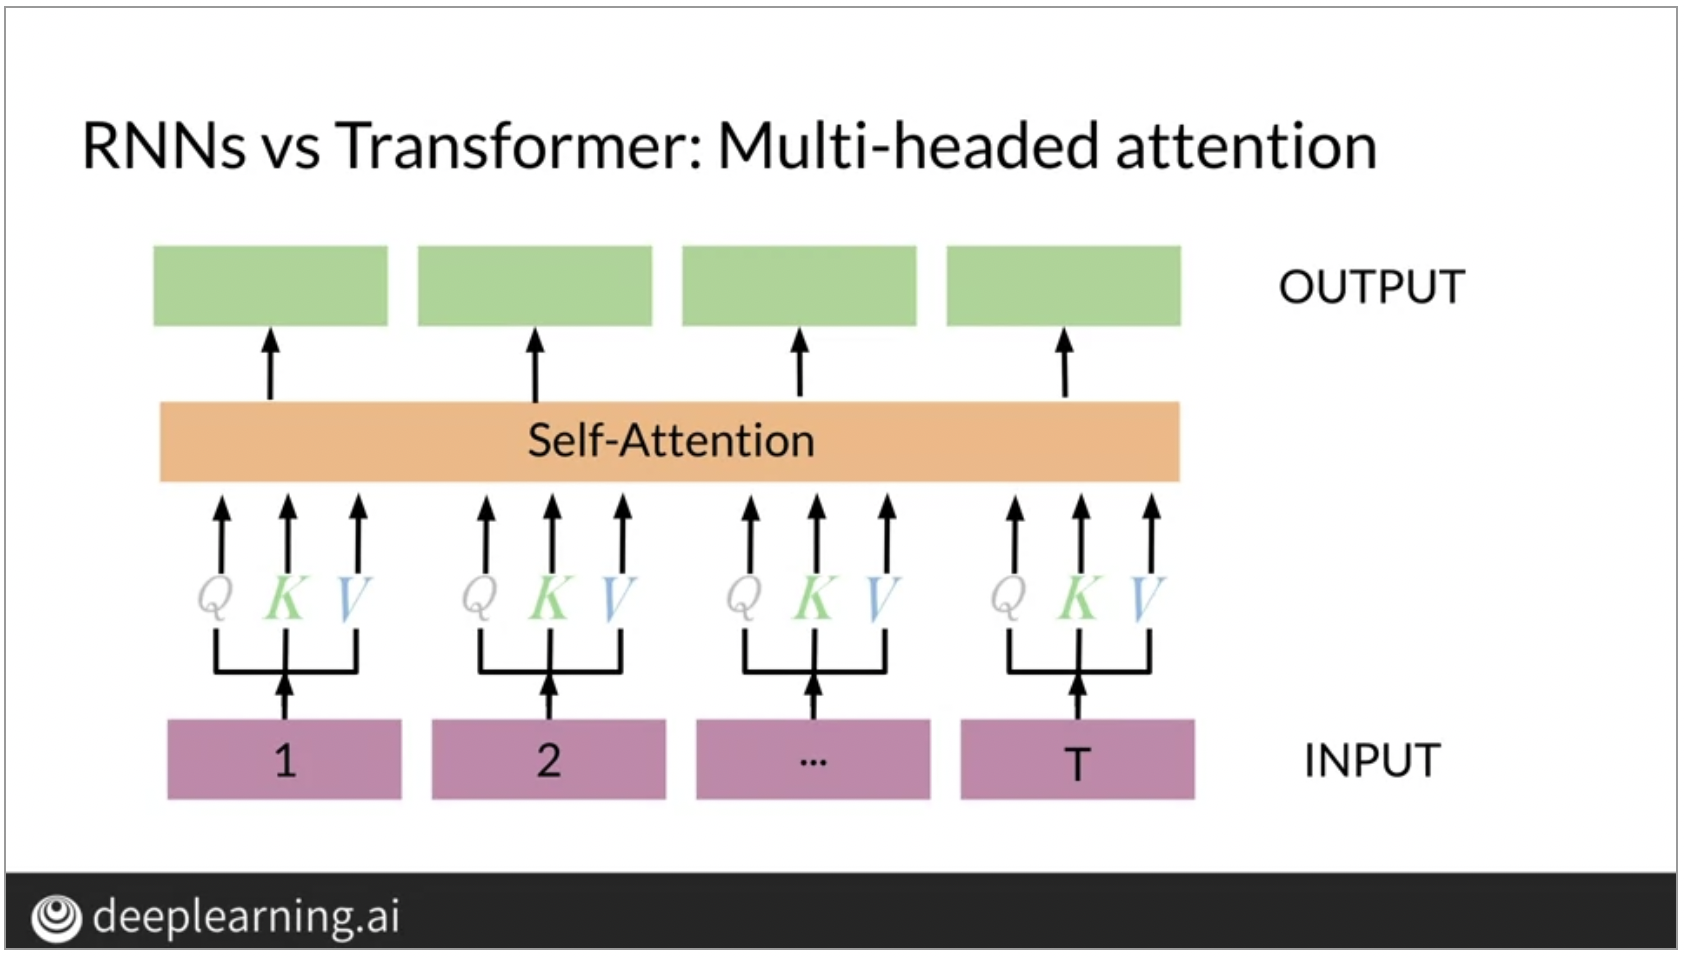 RNNs vs Transformer: Multi-headed attention
OUTPUT
Self-Attention
Q K V Q K V Q K V Q K V
1 2 ... T INPUT
deeplearning.ai